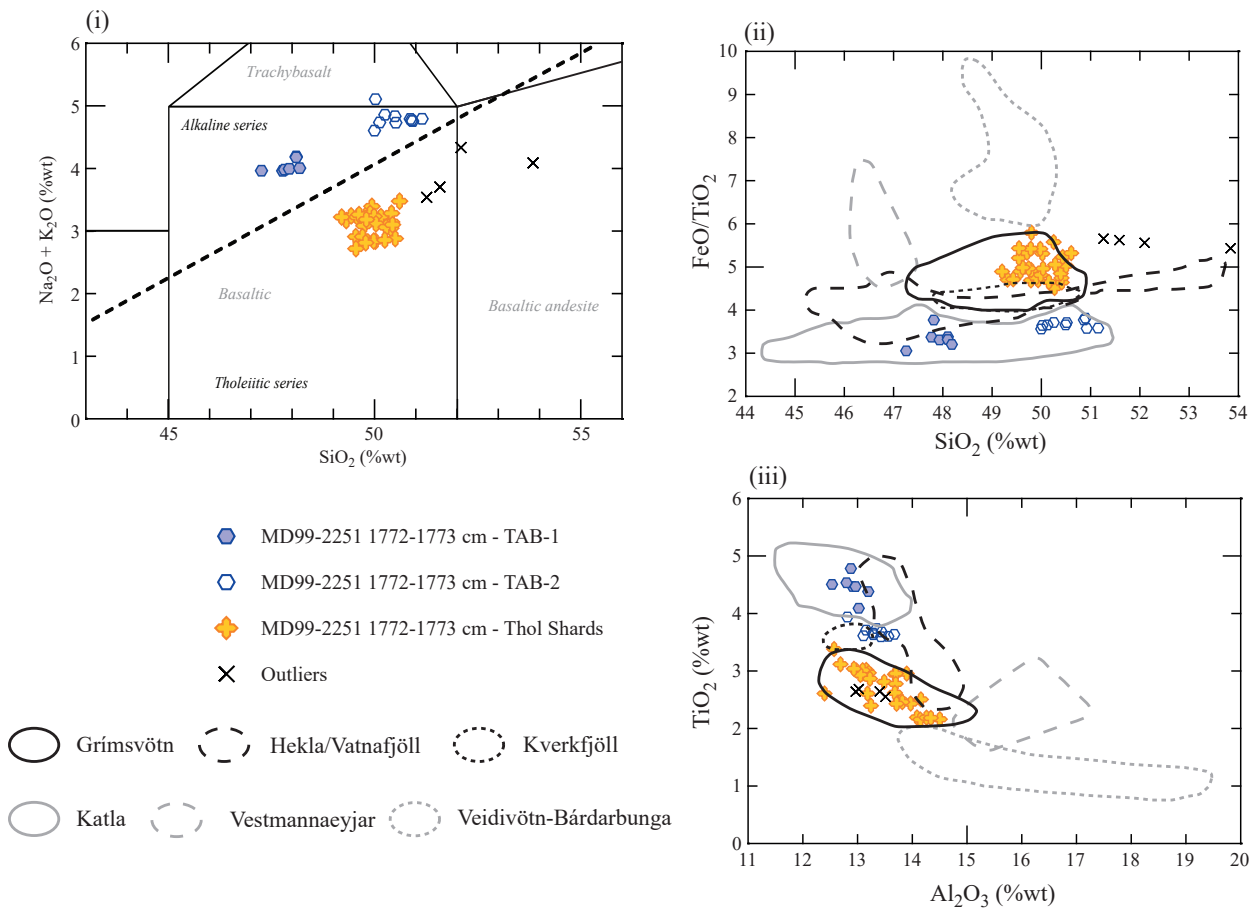 (i)
6
5
4
3
2
1
0
Na₂O + K₂O (%wt)
Trachybasalt
Alkaline series
Basaltic
Basaltic andesite
Tholeiitic series
45
50
55
SiO₂ (%wt)
(ii)
10
9
8
7
6
5
4
3
2
FeO/TiO₂
44
45
46
47
48
49
50
51
52
53
54
SiO₂ (%wt)
MD99-2251 1772-1773 cm - TAB-1
MD99-2251 1772-1773 cm - TAB-2
MD99-2251 1772-1773 cm - Thol Shards
Outliers
Grímsvötn
Hekla/Vatnafjöll
Kverkfjöll
Katla
Vestmannaeyjar
Veidivötn-Bárdarbunga
(iii)
6
5
4
3
2
1
0
TiO₂ (%wt)
11
12
13
14
15
16
17
18
19
20
Al₂O₃ (%wt)